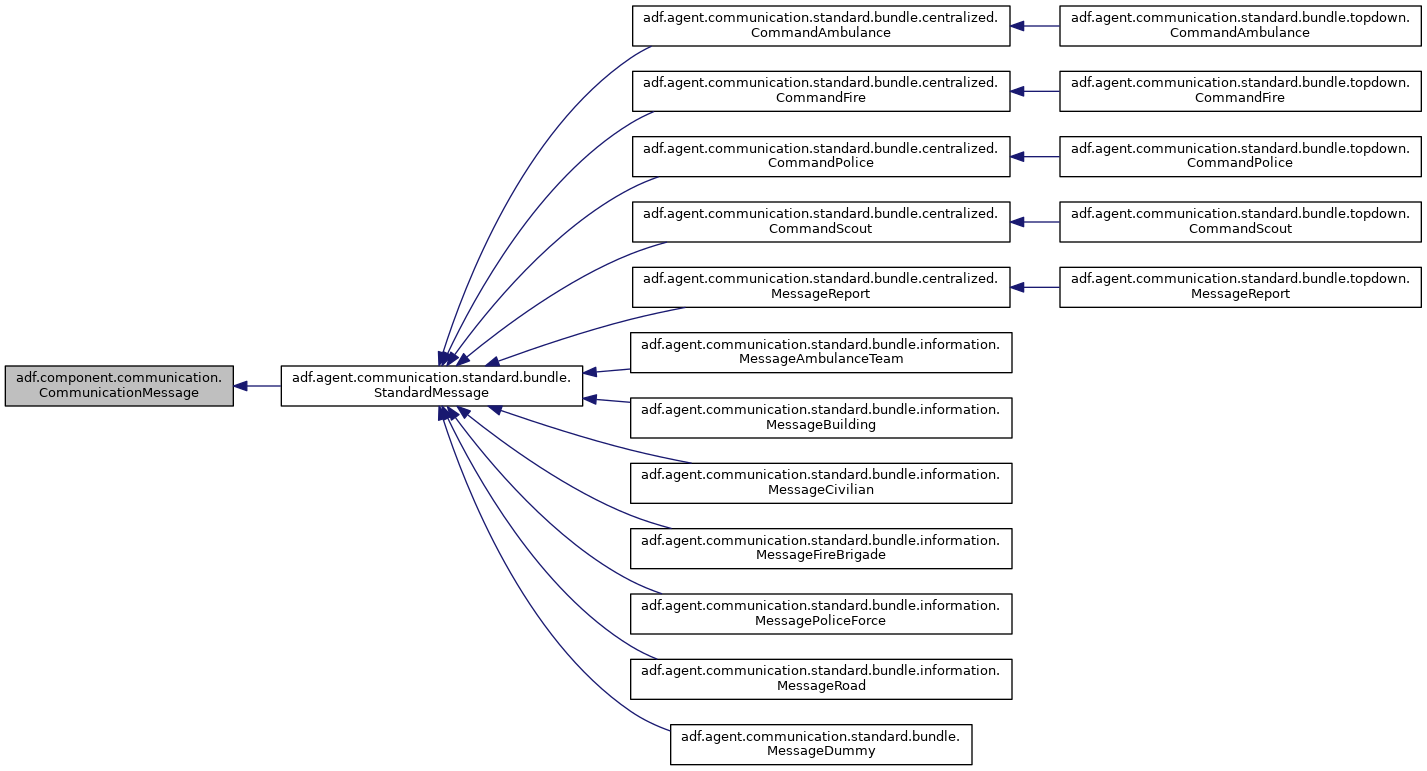 adf.agent.communication.standard.bundle.centralized.
CommandAmbulance
adf.agent.communication.standard.bundle.topdown.
CommandAmbulance
adf.agent.communication.standard.bundle.centralized.
CommandFire
adf.agent.communication.standard.bundle.topdown.
CommandFire
adf.agent.communication.standard.bundle.centralized.
CommandPolice
adf.agent.communication.standard.bundle.topdown.
CommandPolice
adf.agent.communication.standard.bundle.centralized.
CommandScout
adf.agent.communication.standard.bundle.topdown.
CommandScout
adf.agent.communication.standard.bundle.centralized.
MessageReport
adf.agent.communication.standard.bundle.topdown.
MessageReport
adf.agent.communication.standard.bundle.information.
MessageAmbulanceTeam
adf.component.communication.
CommunicationMessage
adf.agent.communication.standard.bundle.
StandardMessage
adf.agent.communication.standard.bundle.information.
MessageBuilding
adf.agent.communication.standard.bundle.information.
MessageCivilian
adf.agent.communication.standard.bundle.information.
MessageFireBrigade
adf.agent.communication.standard.bundle.information.
MessagePoliceForce
adf.agent.communication.standard.bundle.information.
MessageRoad
adf.agent.communication.standard.bundle.
MessageDummy